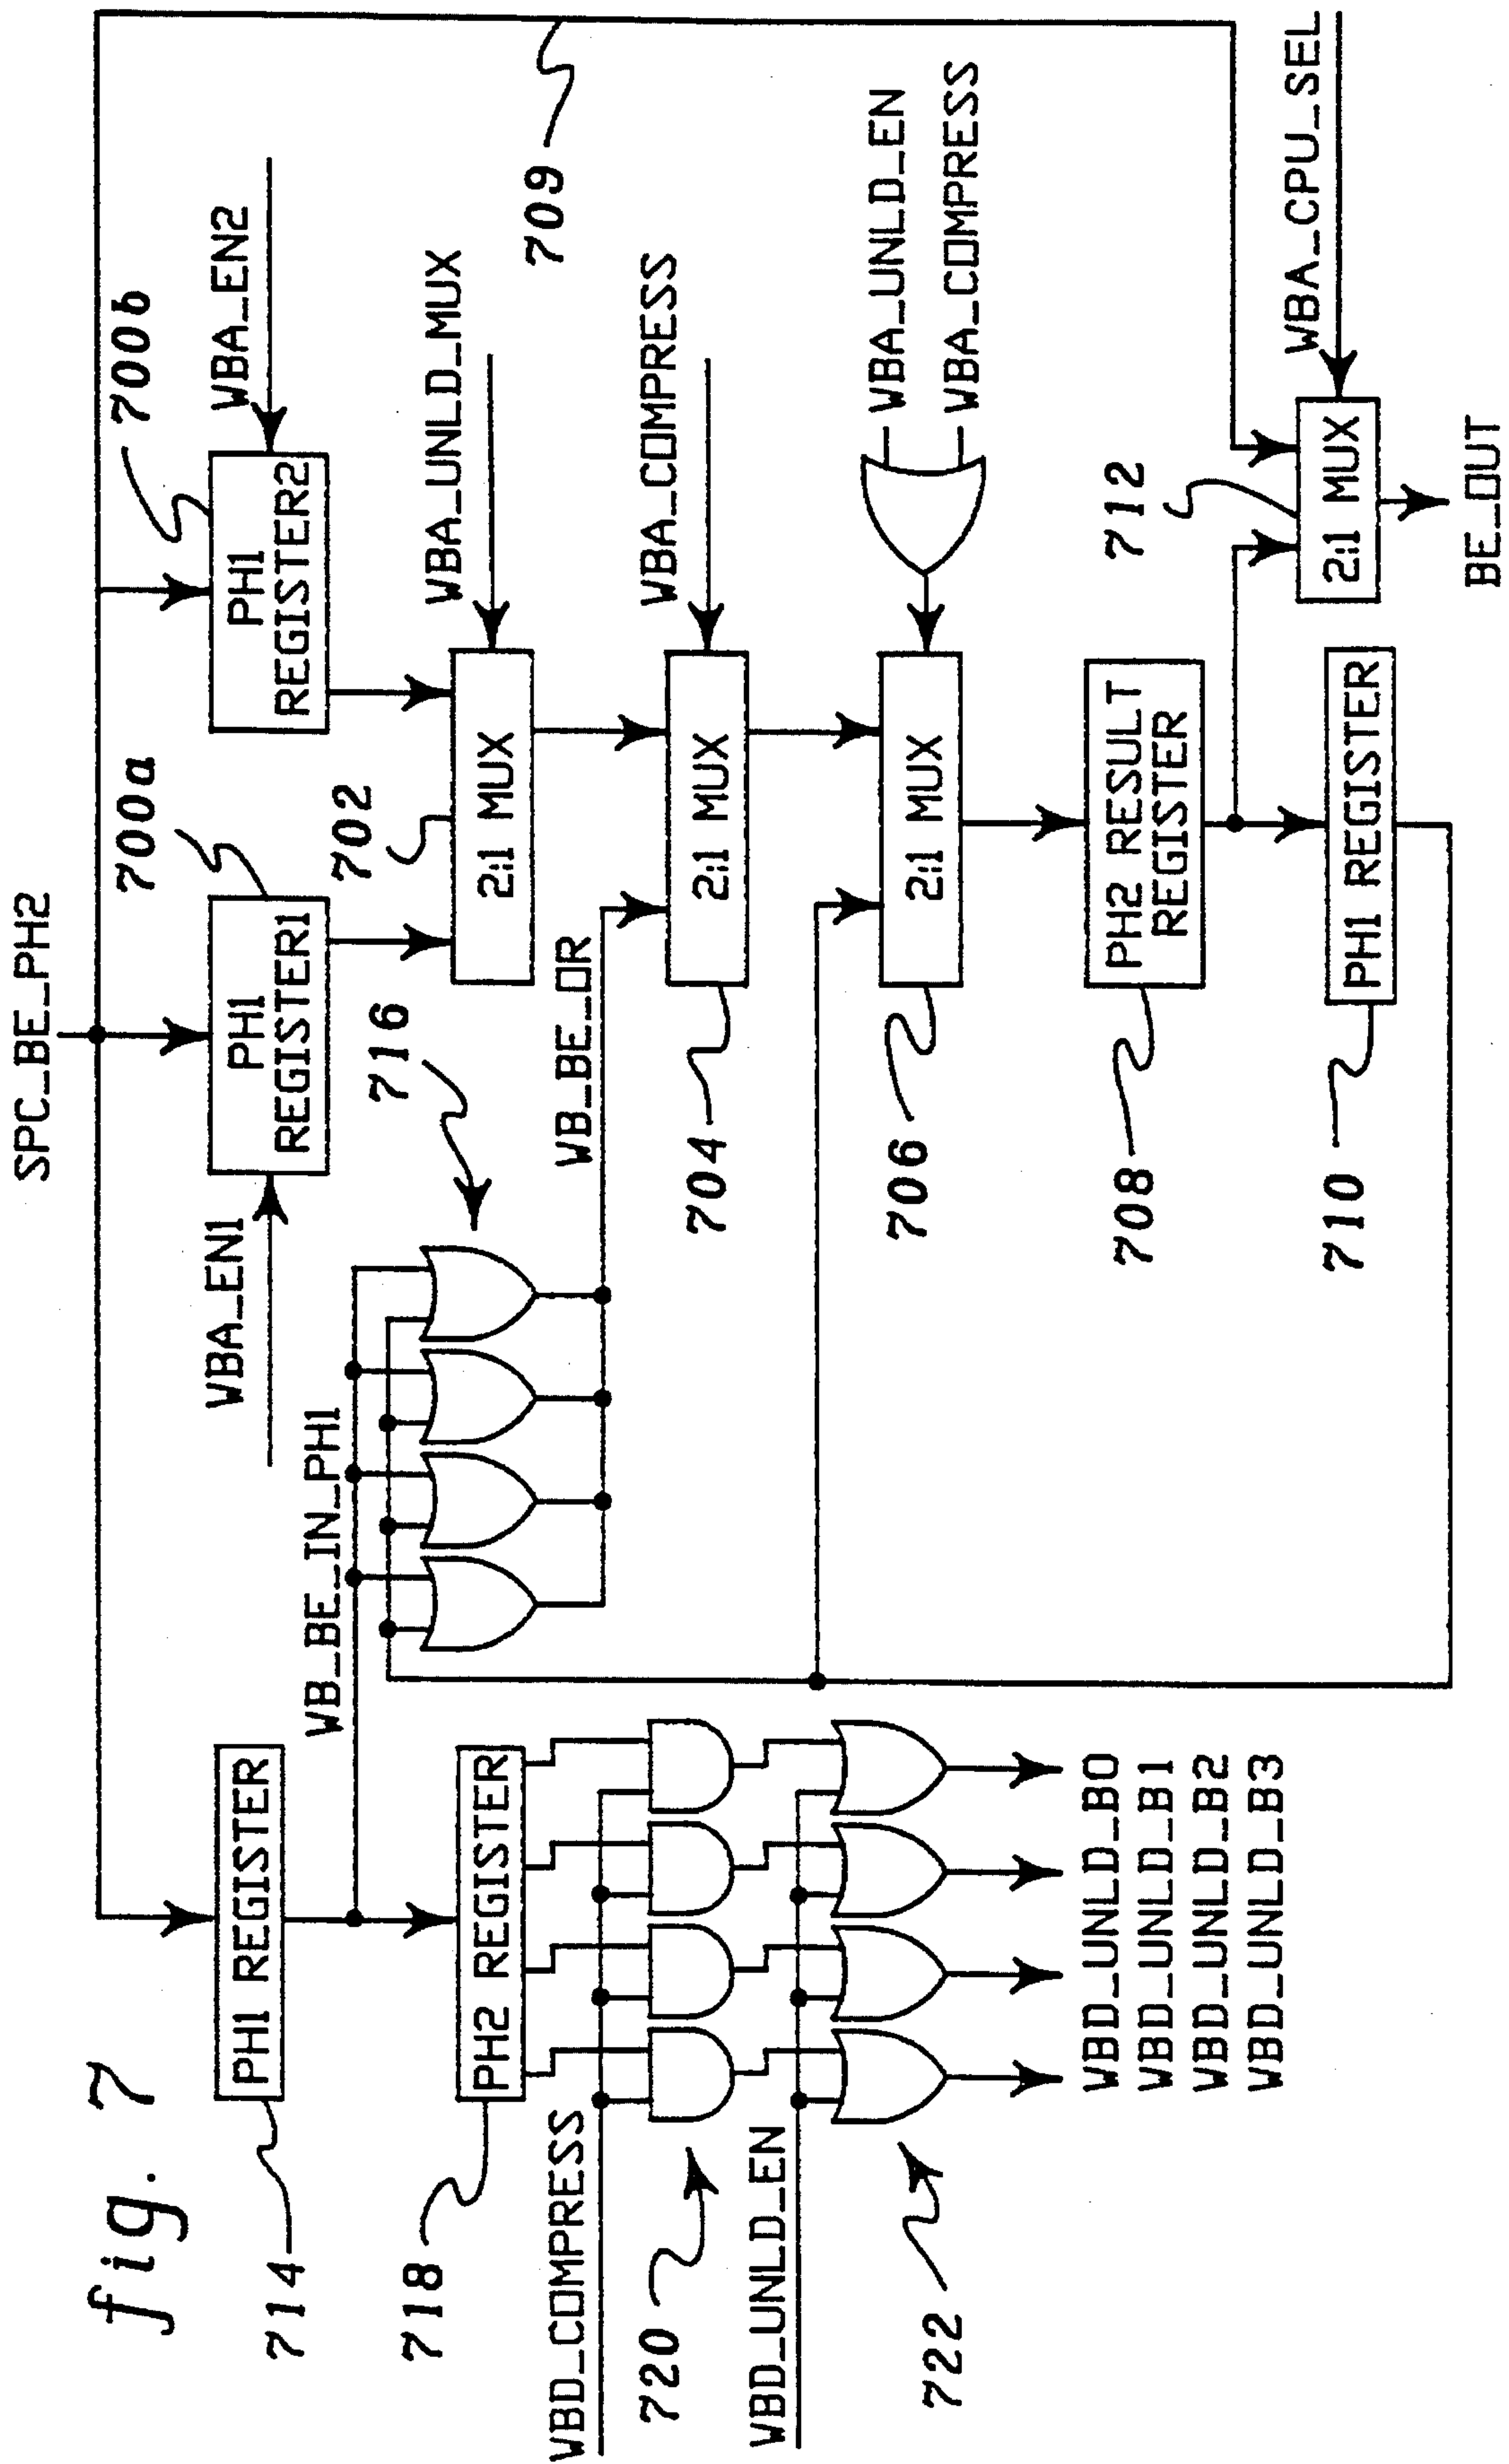 fig. 7
SPC_BE_PH2
714
PH1 REGISTER
WBA_EN1
PH1
REGISTER1
700a
PH1
REGISTER2
700b
WBA_EN2
WB_BE_IN_PH1
716
702
2:1 MUX
WBA_UNLD_MUX
709
718
PH2 REGISTER
WBD_COMPRESS
720
WB_BE_OR
704
2:1 MUX
WBA_COMPRESS
WBD_UNLD_EN
722
706
2:1 MUX
WBA_UNLD_EN
WBA_COMPRESS
WBD_UNLD_B0
WBD_UNLD_B1
WBD_UNLD_B2
WBD_UNLD_B3
708
PH2 RESULT
REGISTER
710
PH1 REGISTER
712
2:1 MUX
WBA_CPU_SEL
BE_OUT